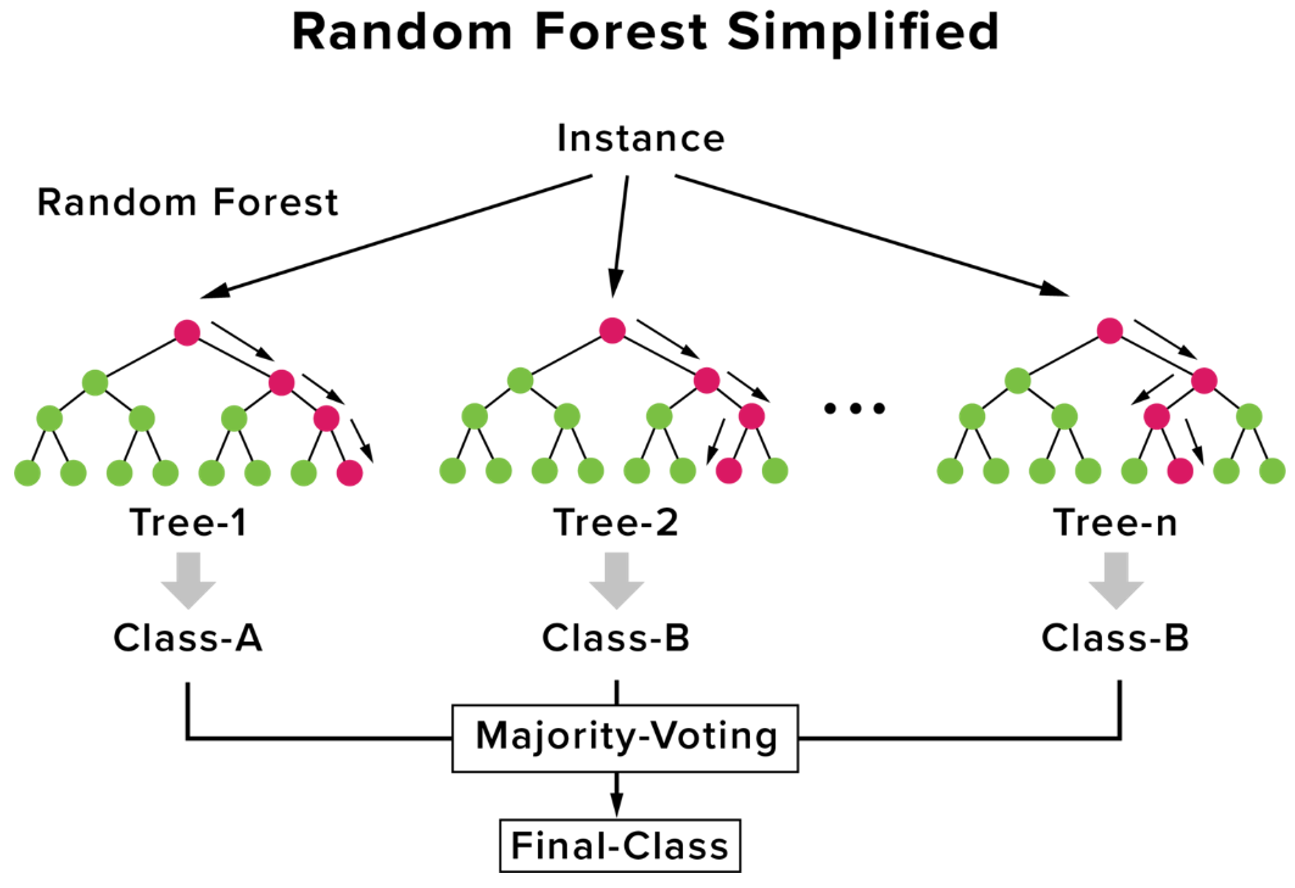 Random Forest Simplified
Instance
Random Forest
Tree-1
Tree-2
Tree-n
Class-A
Class-B
Class-B
Majority-Voting
Final-Class